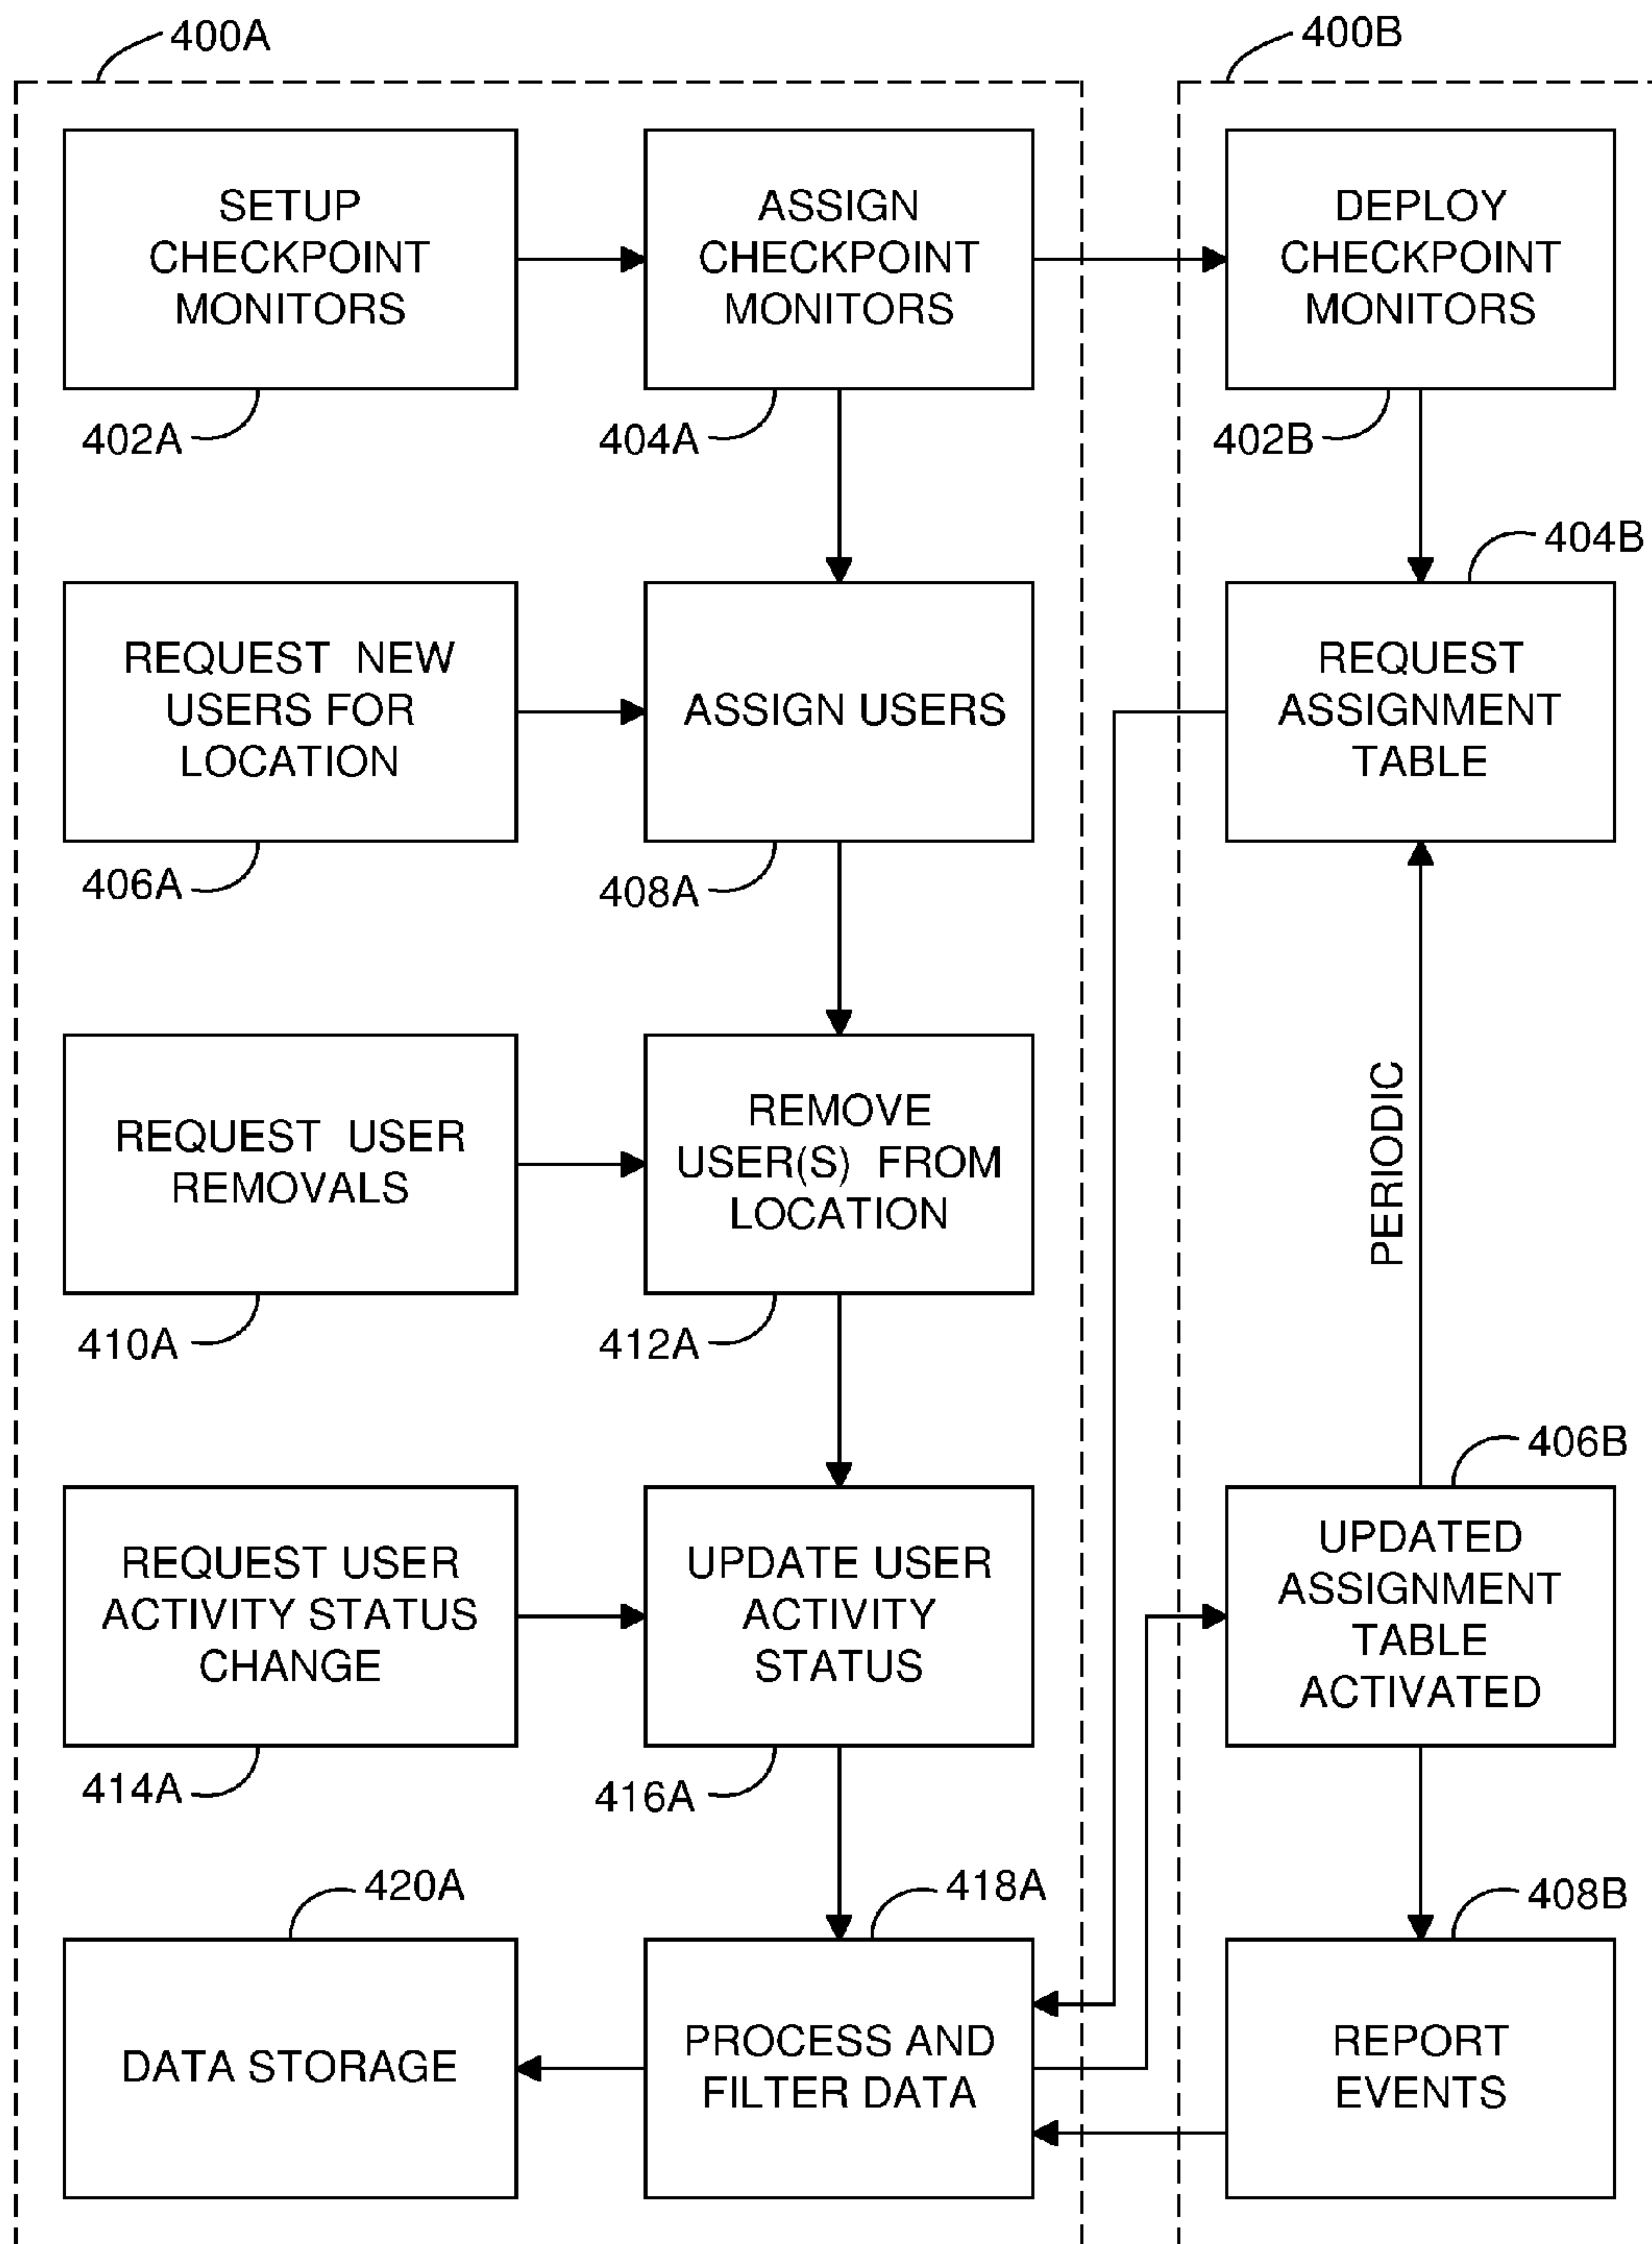 400A
400B
SETUP
CHECKPOINT
MONITORS
ASSIGN
CHECKPOINT
MONITORS
DEPLOY
CHECKPOINT
MONITORS
402A
404A
402B
404B
REQUEST NEW
USERS FOR
LOCATION
ASSIGN USERS
REQUEST
ASSIGNMENT
TABLE
406A
408A
REQUEST USER
REMOVALS
REMOVE
USER(S) FROM
LOCATION
PERIODIC
410A
412A
406B
REQUEST USER
ACTIVITY STATUS
CHANGE
UPDATE USER
ACTIVITY
STATUS
UPDATED
ASSIGNMENT
TABLE
ACTIVATED
414A
416A
420A
418A
408B
DATA STORAGE
PROCESS AND
FILTER DATA
REPORT
EVENTS